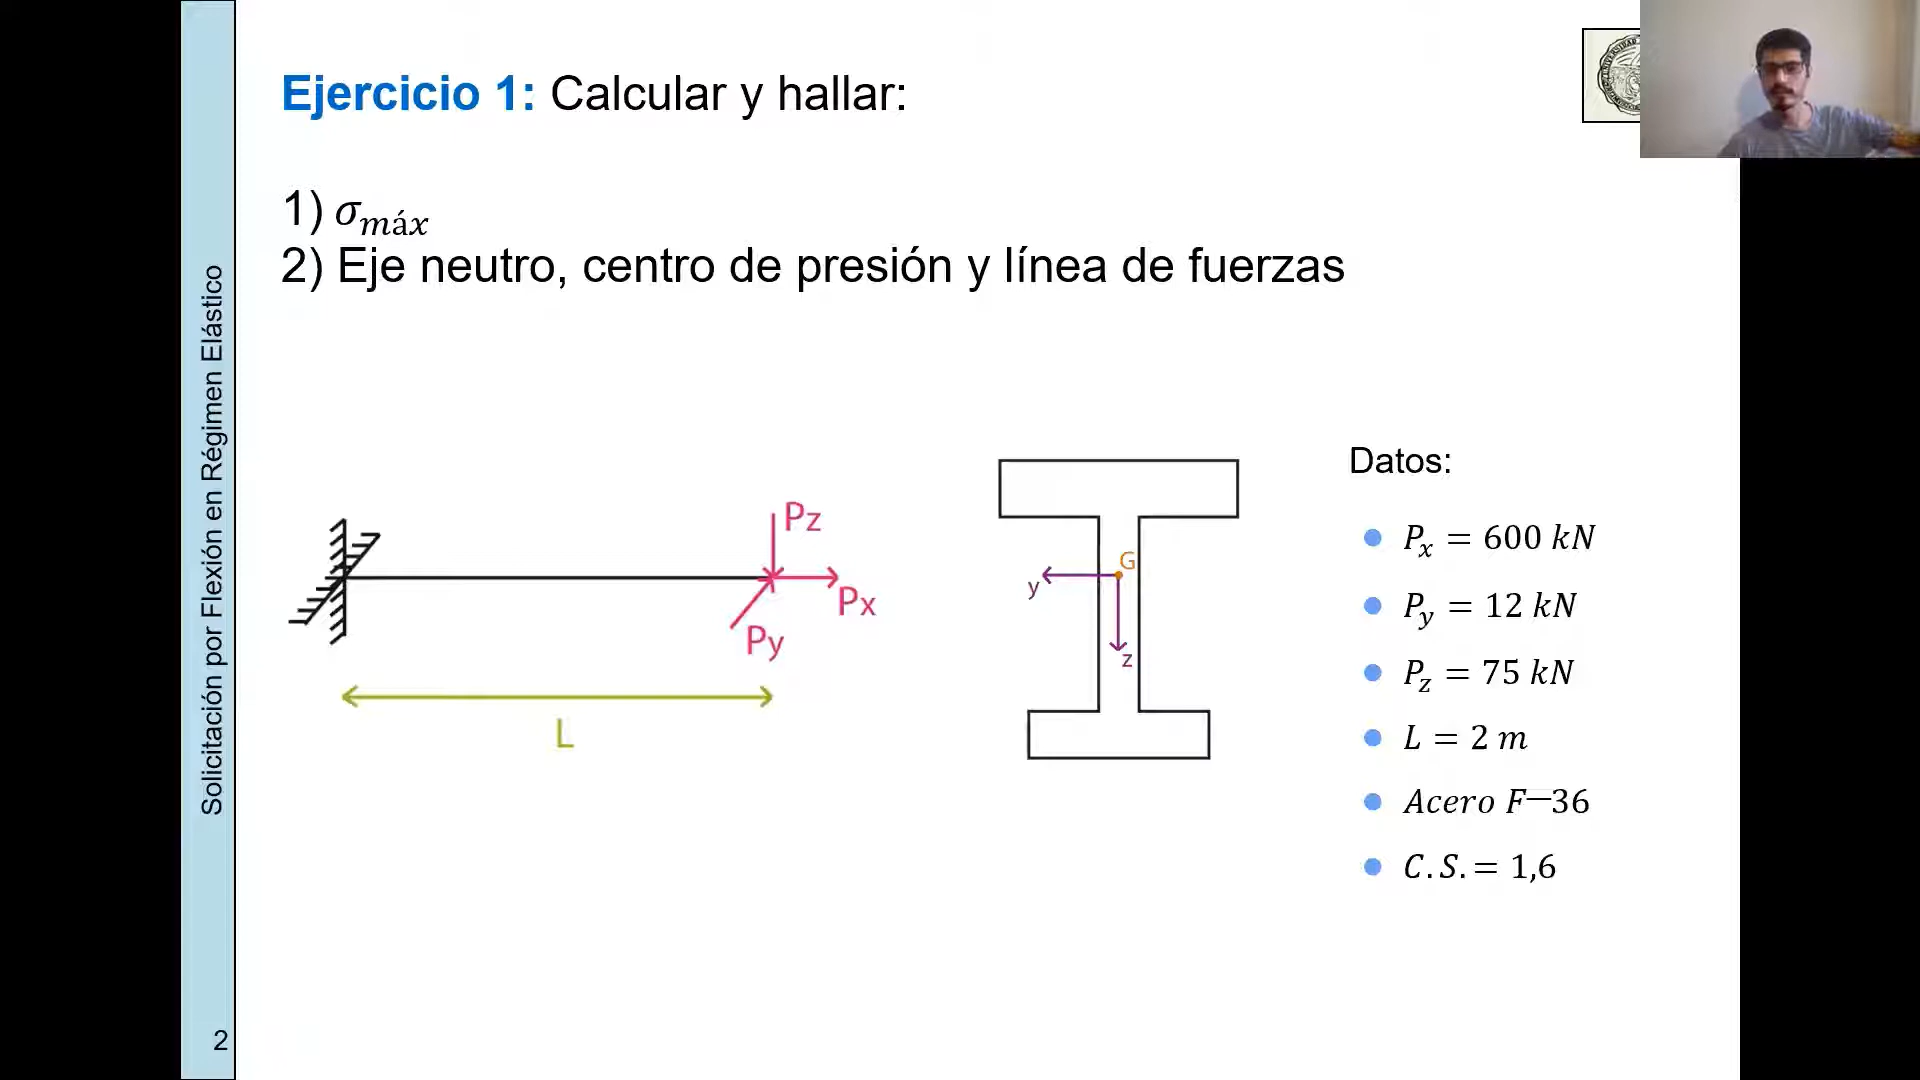 Ejercicio 1: Calcular y hallar:
1) σmáx
2) Eje neutro, centro de presión y línea de fuerzas
Solicitación por Flexión en Régimen Elástico
Pz
Px
Py
L
G
y
z
Datos:
• Px = 600 kN
• Py = 12 kN
• Pz = 75 kN
• L = 2 m
• Acero F−36
• C.S. = 1,6
2